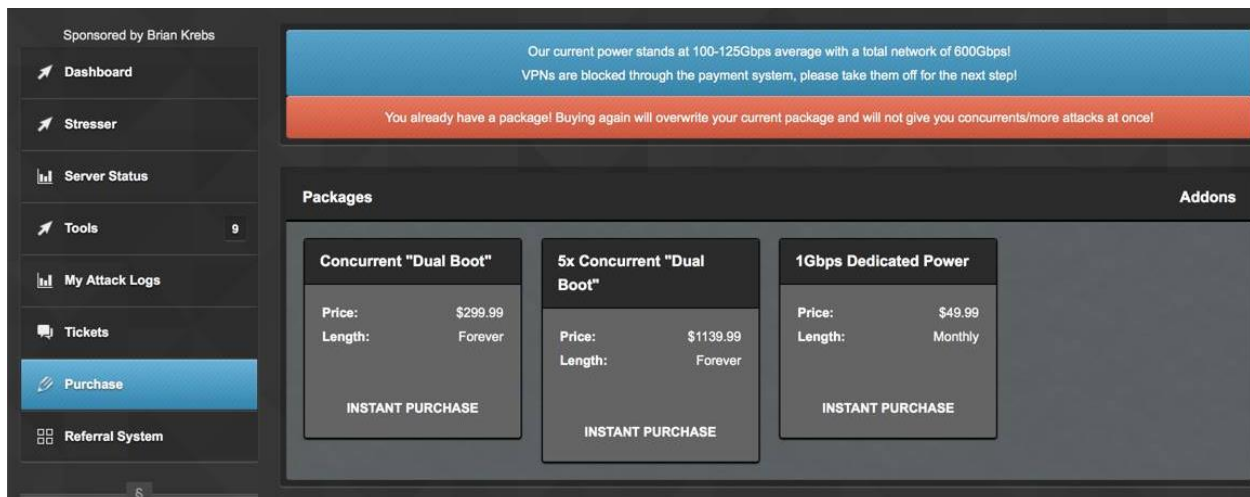 Sponsored by Brian Krebs
Dashboard
Stresser
Server Status
Tools 9
My Attack Logs
Tickets
Purchase
Referral System
Our current power stands at 100-125Gbps average with a total network of 600Gbps!
VPNs are blocked through the payment system, please take them off for the next step!
You already have a package! Buying again will overwrite your current package and will not give you concurrents/more attacks at once!
Packages Addons
Concurrent "Dual Boot"
Price: $299.99
Length: Forever
INSTANT PURCHASE
5x Concurrent "Dual
Boot"
Price: $1139.99
Length: Forever
INSTANT PURCHASE
1Gbps Dedicated Power
Price: $49.99
Length: Monthly
INSTANT PURCHASE